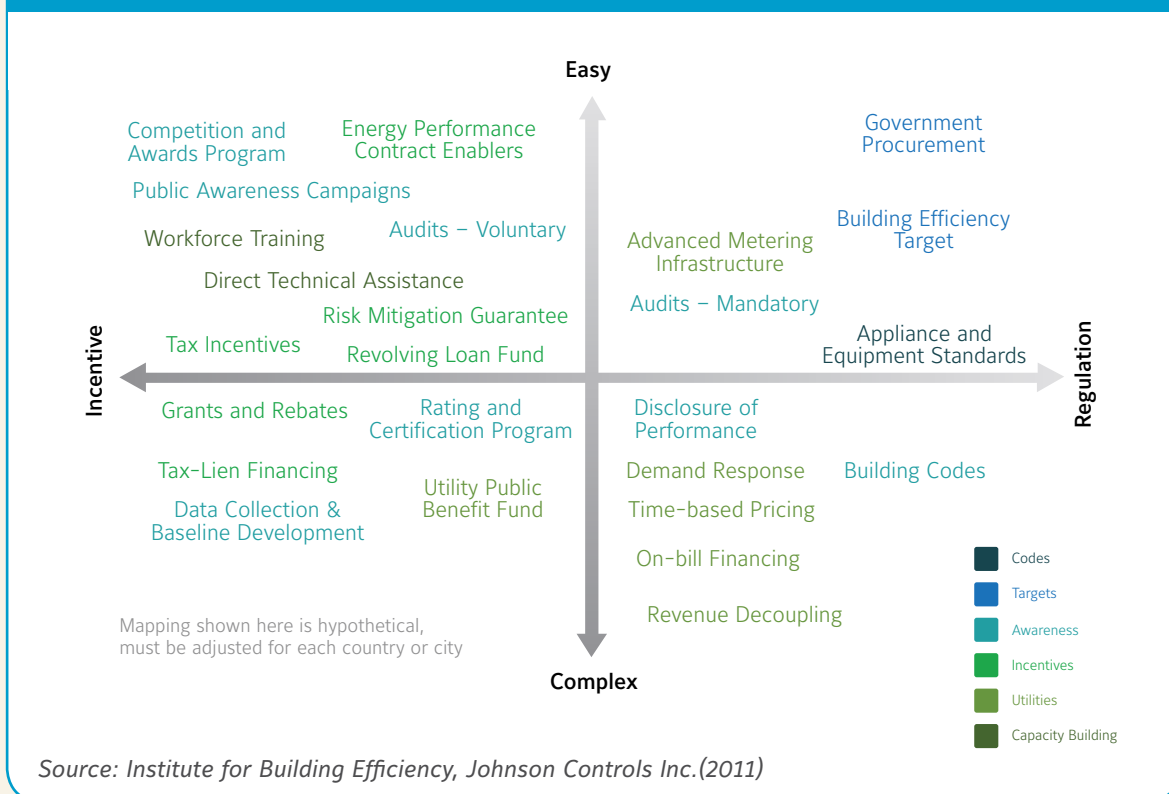 Easy
Competition and
Awards Program
Energy Performance
Contract Enablers
Government
Procurement
Public Awareness Campaigns
Workforce Training
Audits – Voluntary
Advanced Metering
Infrastructure
Building Efficiency
Target
Direct Technical Assistance
Risk Mitigation Guarantee
Audits – Mandatory
Tax Incentives
Revolving Loan Fund
Appliance and
Equipment Standards
Incentive
Regulation
Grants and Rebates
Rating and
Certification Program
Disclosure of
Performance
Tax-Lien Financing
Utility Public
Benefit Fund
Demand Response
Building Codes
Data Collection &
Baseline Development
Time-based Pricing
On-bill Financing
Revenue Decoupling
Codes
Targets
Awareness
Incentives
Utilities
Capacity Building
Mapping shown here is hypothetical,
must be adjusted for each country or city
Complex
Source: Institute for Building Efficiency, Johnson Controls Inc.(2011)